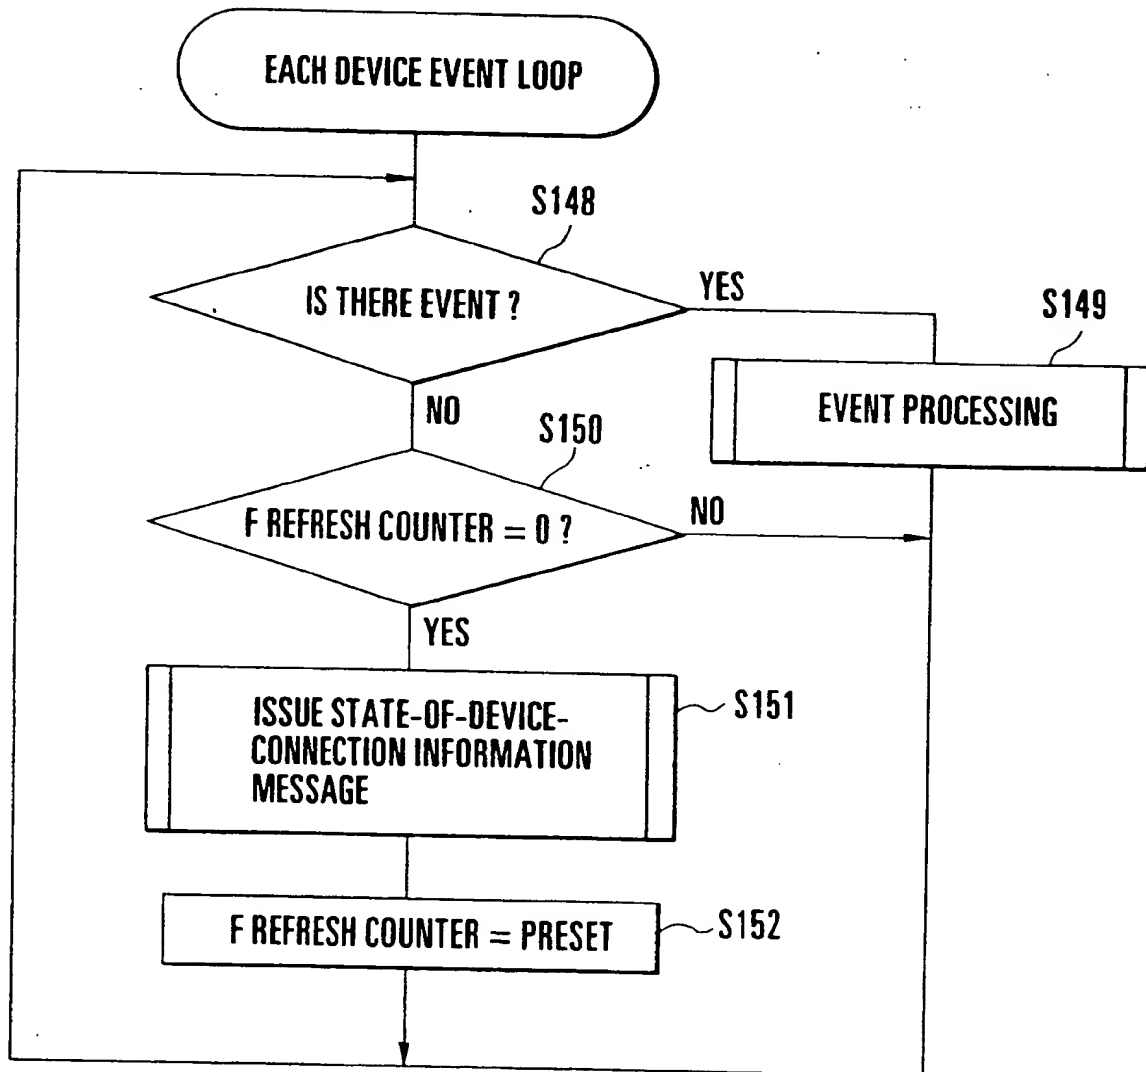 EACH DEVICE EVENT LOOP
S148
IS THERE EVENT ?
YES
S149
EVENT PROCESSING
NO
S150
F REFRESH COUNTER = 0 ?
NO
YES
ISSUE STATE-OF-DEVICE-
CONNECTION INFORMATION
MESSAGE
S151
F REFRESH COUNTER = PRESET
S152